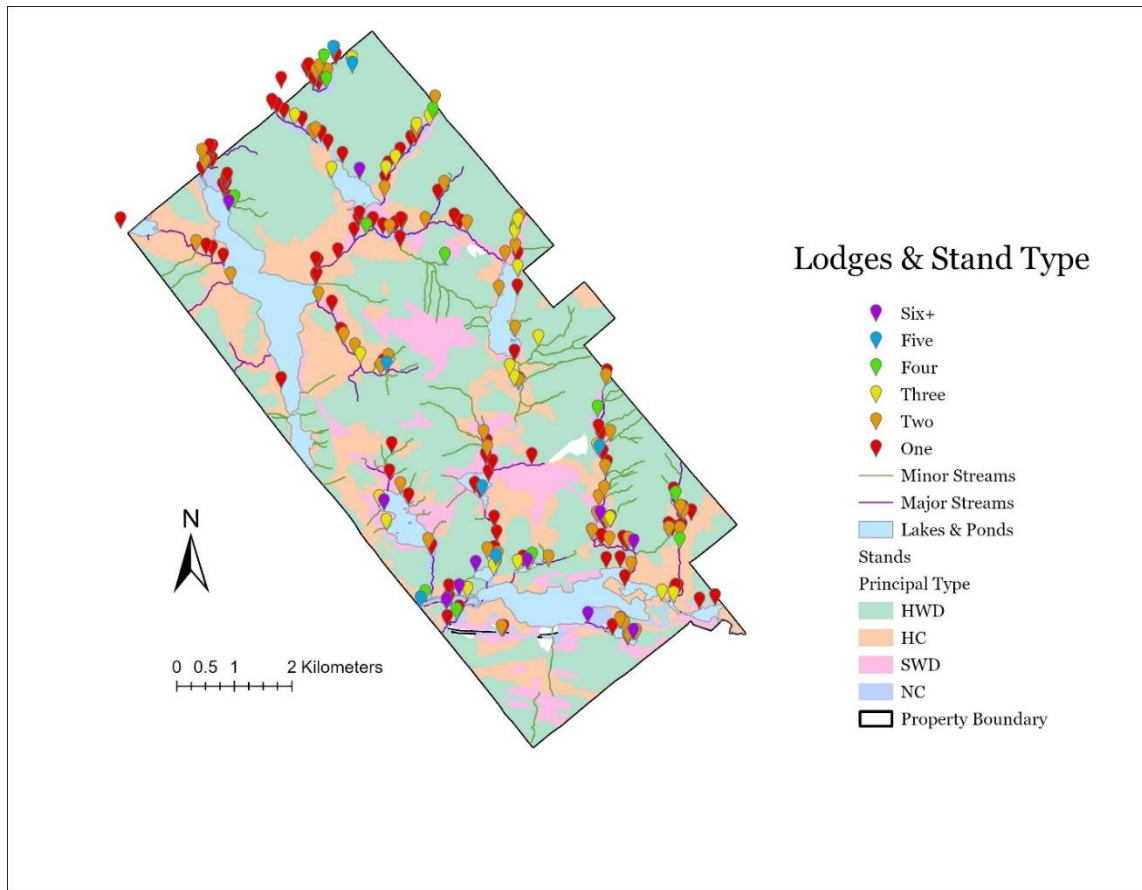 Lodges & Stand Type
Six+
Five
Four
Three
Two
One
Minor Streams
Major Streams
Lakes & Ponds
Stands
Principal Type
HWD
HC
SWD
NC
Property Boundary
N
0 0.5 1 2 Kilometers